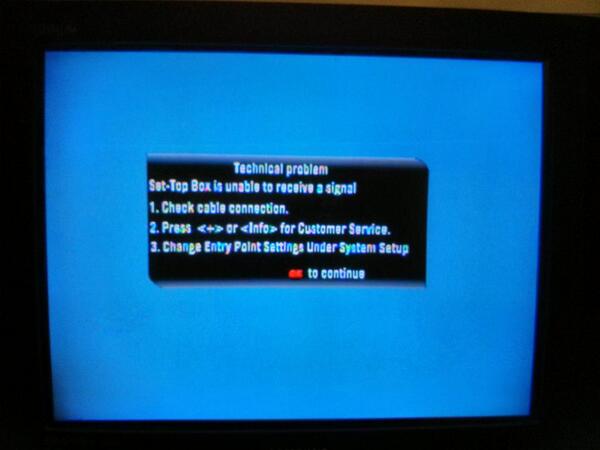 Technical problem
Set-Top Box is unable to receive a signal
1. Check cable connection.
2. Press <+> or <Info> for Customer Service.
3. Change Entry Point Settings Under System Setup
OK to continue